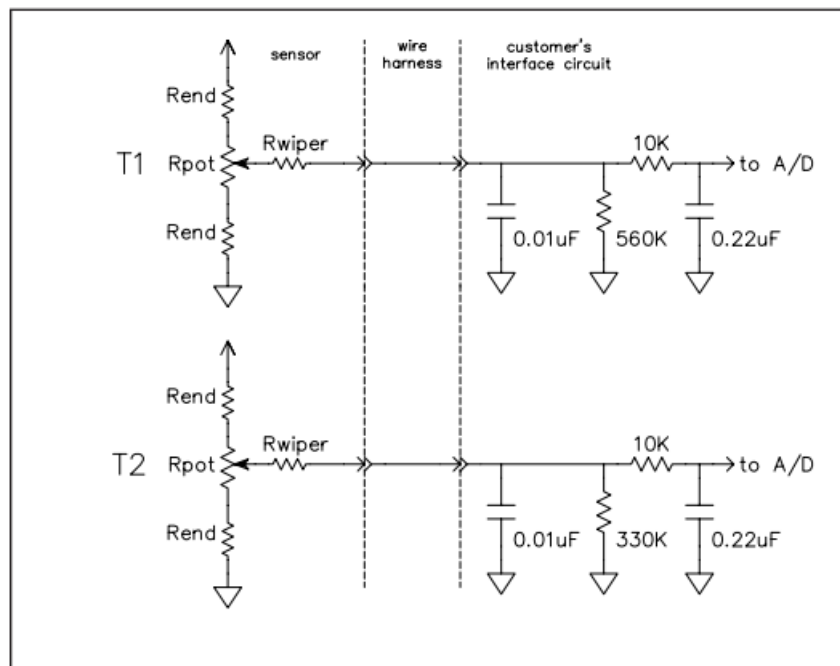 sensor
wire
harness
customer's
interface circuit
Rend
Rwiper
10K
T1
Rpot
to A/D
Rend
0.01uF
560K
0.22uF
Rend
Rwiper
10K
T2
Rpot
to A/D
Rend
0.01uF
330K
0.22uF